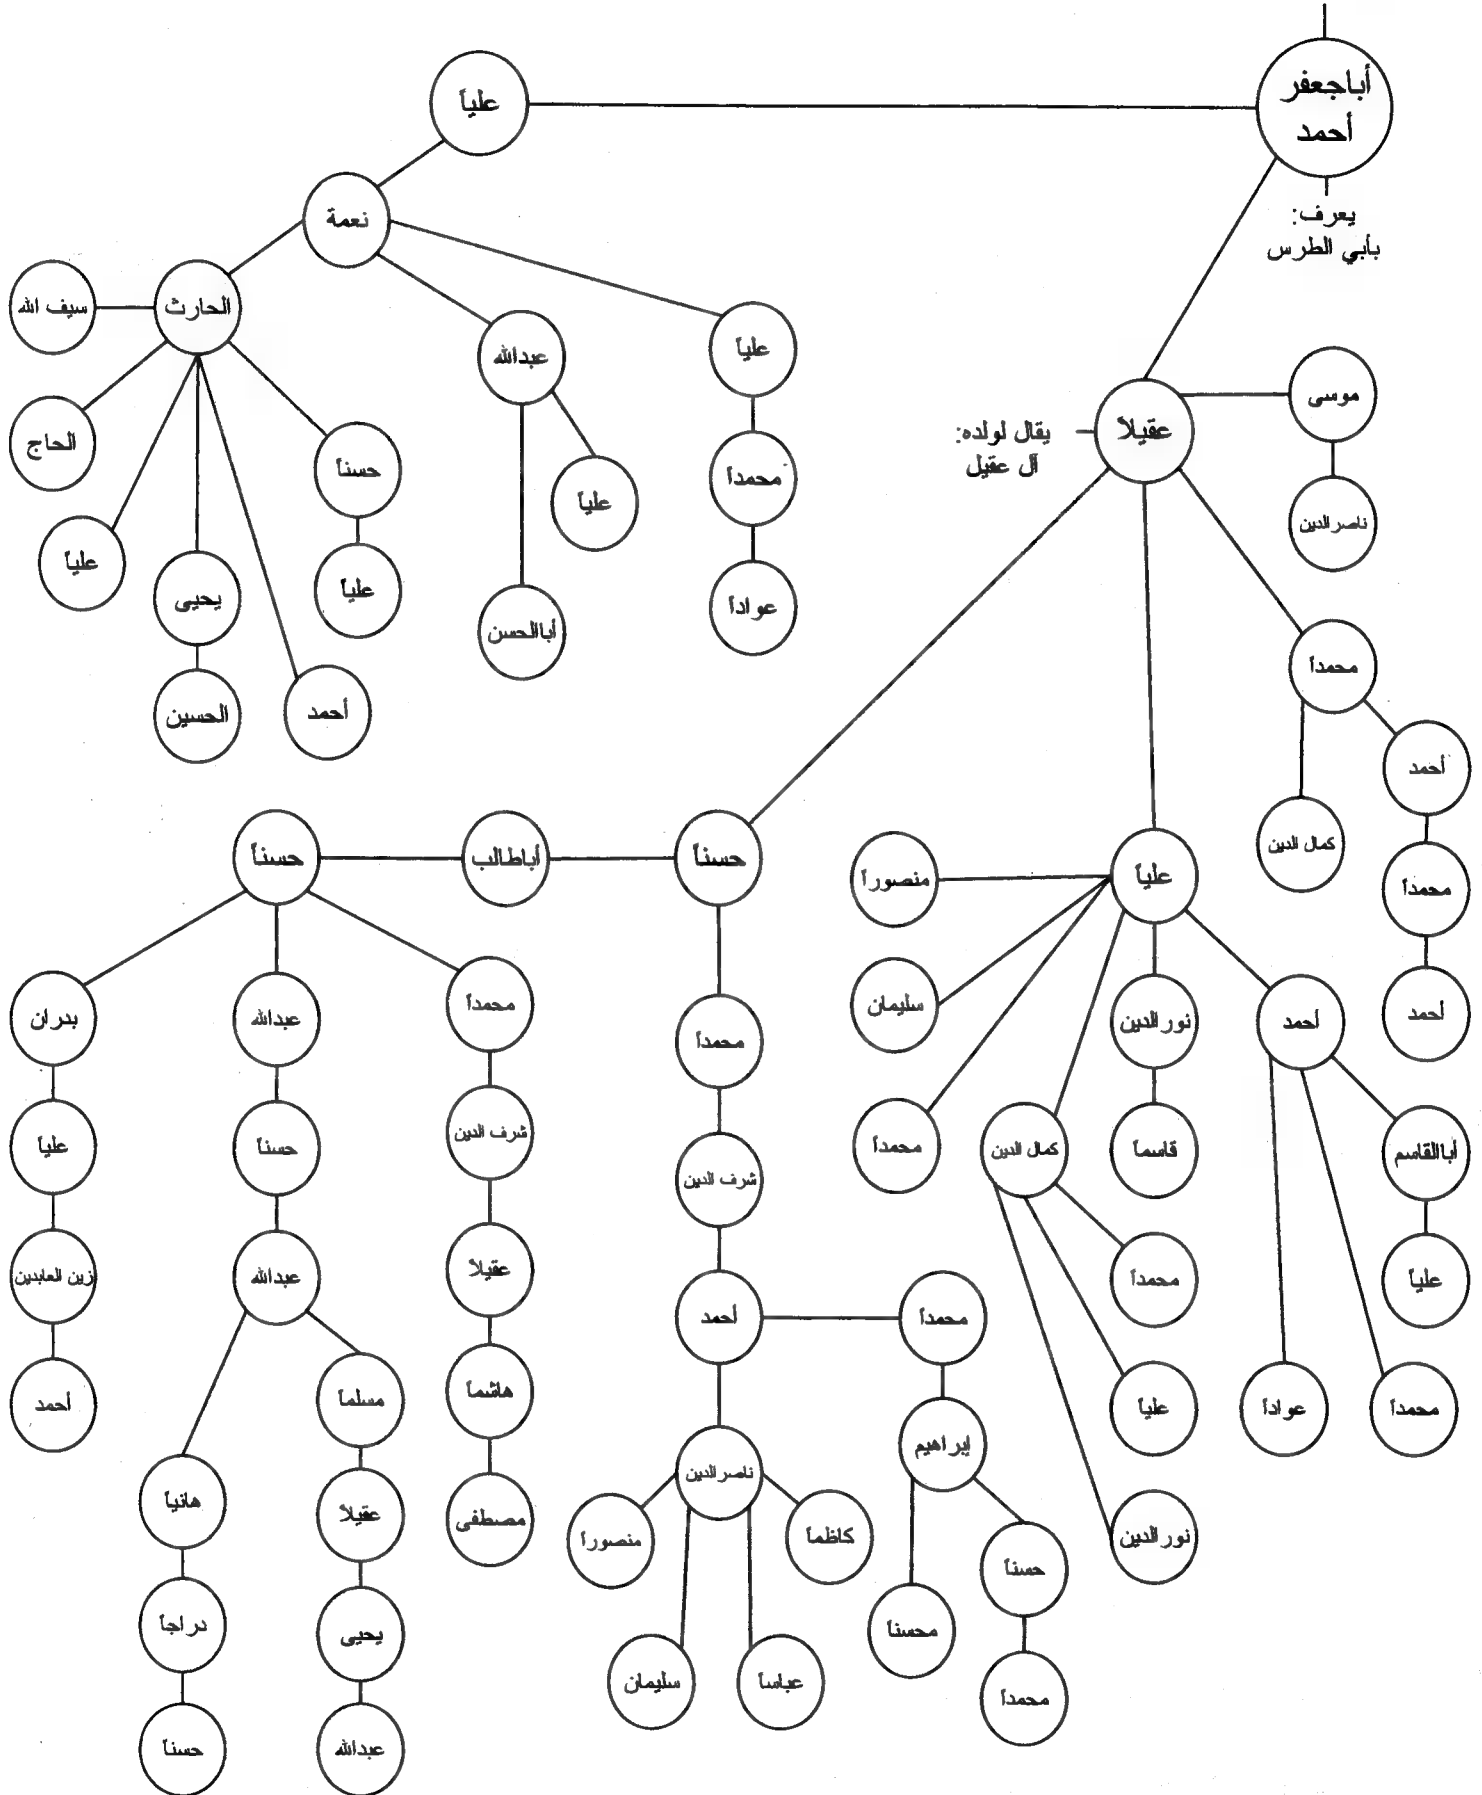 أباجعفر
أحمد
يعرف:
بأبي الطرس
علياً
نعمة
الحارث
سيف الله
الحاج
علياً
يحيى
الحسين
أحمد
حسناً
علياً
عبدالله
علياً
أباالحسن
علياً
محمداً
عواداً
عقيلاً
يقال لولده:
آل عقيل
موسى
ناصرالدين
محمداً
أحمد
كمال الدين
محمداً
أحمد
علياً
منصوراً
سليمان
محمداً
كمال الدين
نورالدين
قاسماً
أحمد
أباالقاسم
علياً
محمداً
عواداً
محمداً
علياً
نورالدين
حسناً
أباطالب
حسناً
محمداً
شرف الدين
أحمد
محمداً
إبراهيم
حسناً
محمداً
محسناً
ناصرالدين
كاظماً
عباساً
سليمان
منصوراً
محمداً
شرف الدين
عقيلاً
هاشماً
مصطفى
عبدالله
حسناً
عبدالله
مسلماً
عقيلاً
يحيى
عبدالله
هانياً
دراجاً
حسناً
بدران
علياً
زين العابدين
أحمد